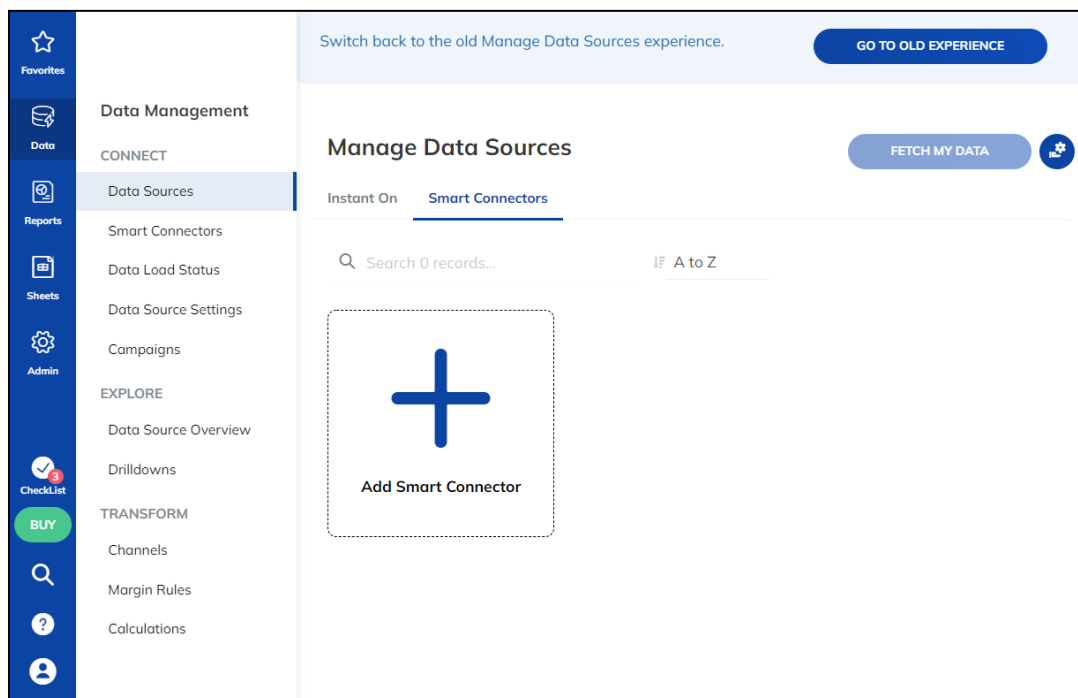 Favorites
Data
Reports
Sheets
Admin
3
CheckList
BUY
?
Data Management
CONNECT
Data Sources
Smart Connectors
Data Load Status
Data Source Settings
Campaigns
EXPLORE
Data Source Overview
Drilldowns
TRANSFORM
Channels
Margin Rules
Calculations
Switch back to the old Manage Data Sources experience.
GO TO OLD EXPERIENCE
Manage Data Sources
FETCH MY DATA
Instant On
Smart Connectors
Search 0 records...
A to Z
Add Smart Connector